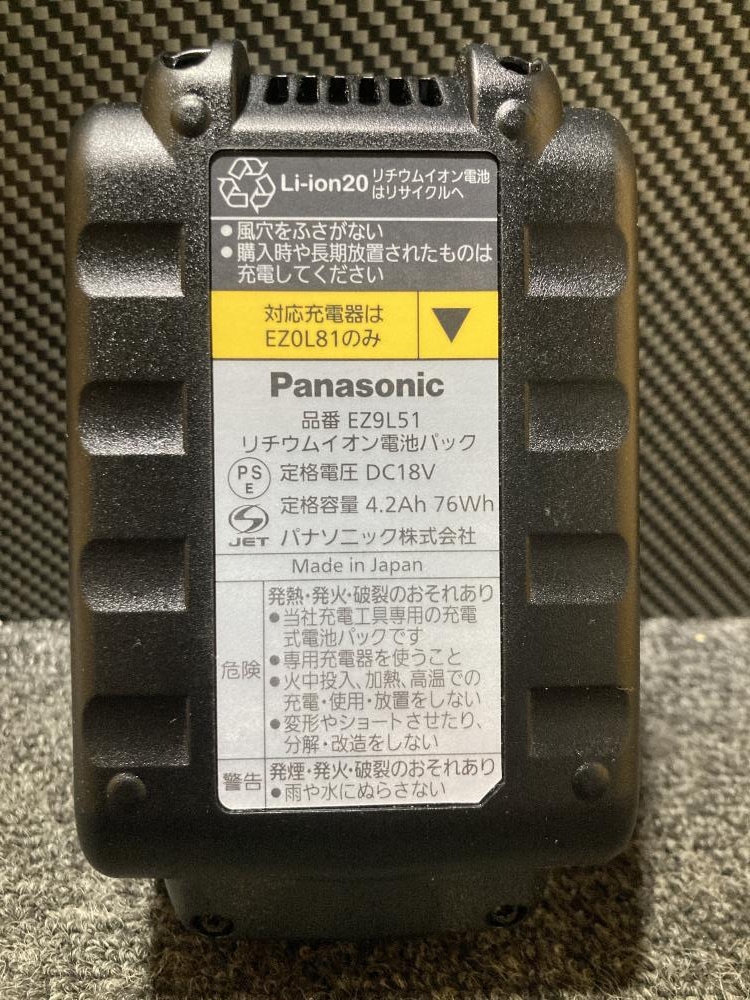 Li-ion20 リチウムイオン電池
はリサイクルへ
●風穴をふさがない
●購入時や長期放置されたものは
充電してください
対応充電器は
EZ0L81のみ
Panasonic
品番 EZ9L51
リチウムイオン電池パック
PS E 定格電圧 DC18V
定格容量 4.2Ah 76Wh
JET パナソニック株式会社
Made in Japan
危険
発熱・発火・破裂のおそれあり
●当社充電工具専用の充電
式電池パックです
●専用充電器を使うこと
●火中投入、加熱、高温での
充電・使用・放置をしない
●変形やショートさせたり、
分解・改造をしない
警告
発煙・発火・破裂のおそれあり
●雨や水にぬらさない